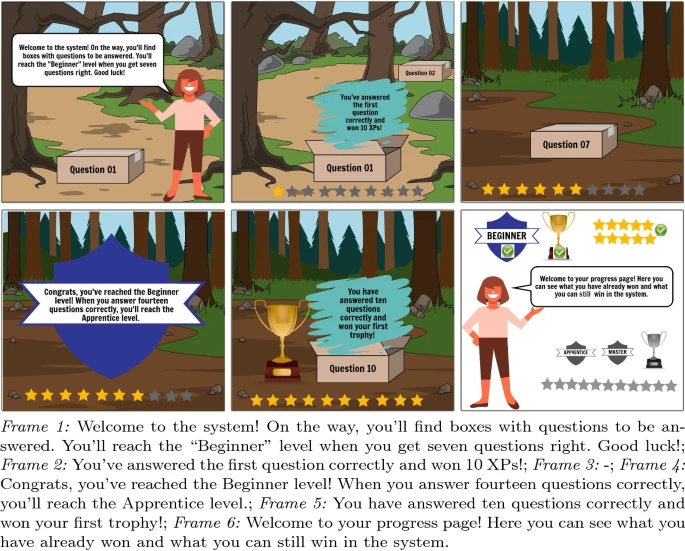 Welcome to the system! On the way, you'll find
boxes with questions to be answered. You'll
reach the "Beginner" level when you get seven
questions right. Good luck!
Question 01
Question 02
You've answered
the first
question
correctly and
won 10 XPs!
Question 01
Question 07
Congrats, you've reached the Beginner
level! When you answer fourteen
questions correctly, you'll reach the
Apprentice level.
You have
answered ten
questions
correctly and
won your first
trophy!
Question 10
BEGINNER
Welcome to your progress page! Here you
can see what you have already won and what
you can still win in the system.
APPRENTICE
MASTER
Frame 1: Welcome to the system! On the way, you'll find boxes with questions to be an-
swered. You'll reach the “Beginner” level when you get seven questions right. Good luck!;
Frame 2: You've answered the first question correctly and won 10 XPs!; Frame 3: -; Frame 4:
Congrats, you've reached the Beginner level! When you answer fourteen questions correctly,
you'll reach the Apprentice level.; Frame 5: You have answered ten questions correctly and
won your first trophy!; Frame 6: Welcome to your progress page! Here you can see what you
have already won and what you can still win in the system.